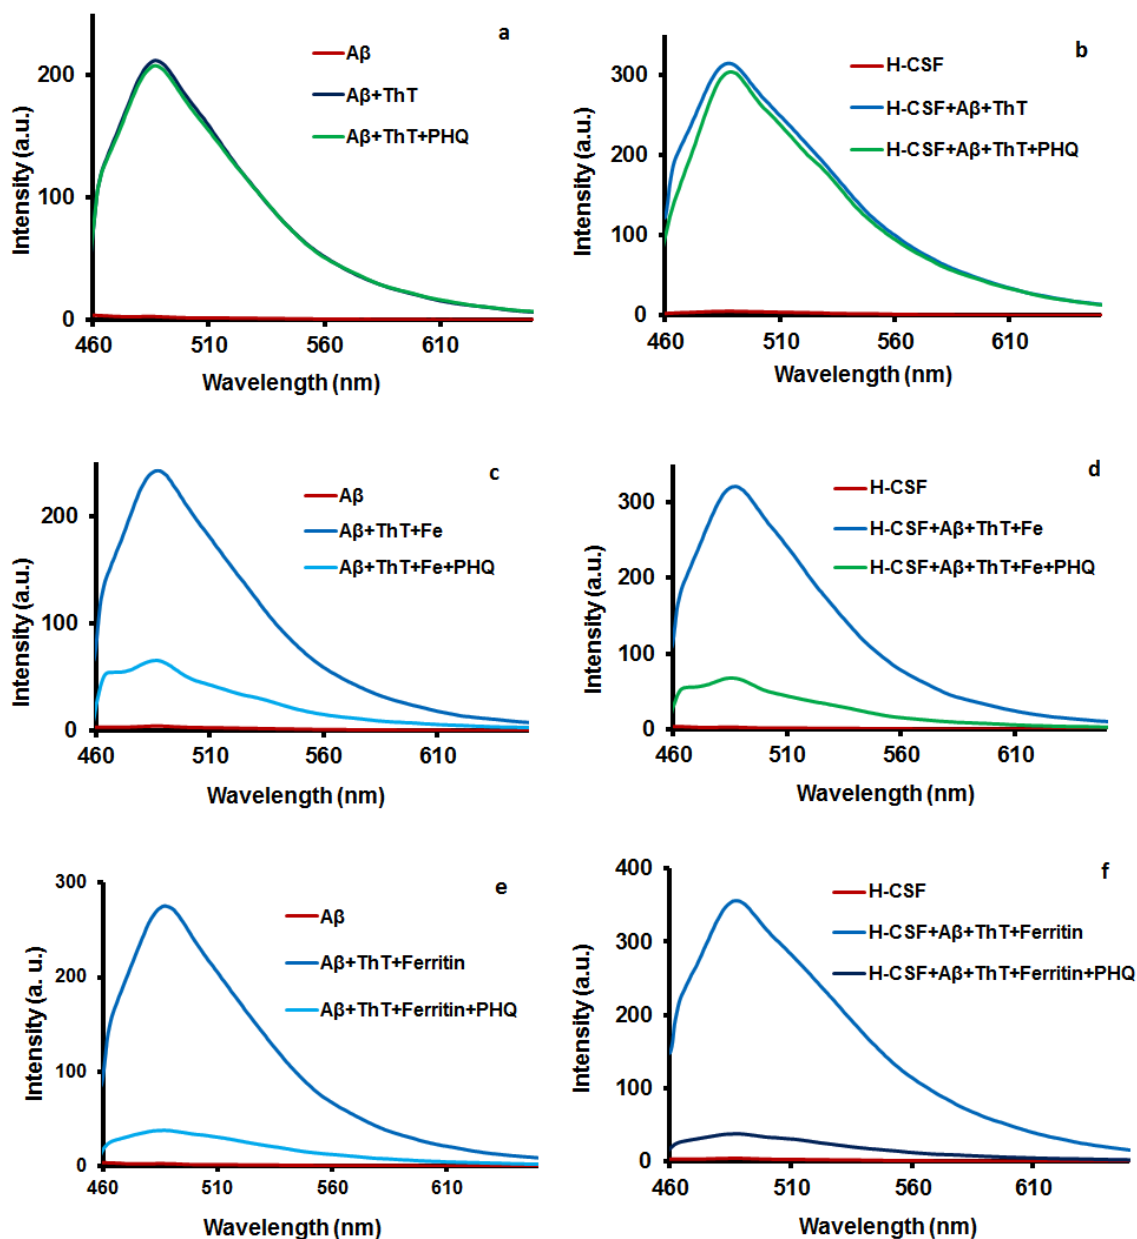 a
Aβ
Aβ+ThT
Aβ+ThT+PHQ
200
100
0
460
510
560
610
Intensity (a.u.)
Wavelength (nm)
b
H-CSF
H-CSF+Aβ+ThT
H-CSF+Aβ+ThT+PHQ
300
200
100
0
460
510
560
610
Intensity (a.u.)
Wavelength (nm)
c
Aβ
Aβ+ThT+Fe
Aβ+ThT+Fe+PHQ
200
100
0
460
510
560
610
Intensity (a.u.)
Wavelength (nm)
d
H-CSF
H-CSF+Aβ+ThT+Fe
H-CSF+Aβ+ThT+Fe+PHQ
300
200
100
0
460
510
560
610
Intensity (a.u.)
Wavelength (nm)
e
Aβ
Aβ+ThT+Ferritin
Aβ+ThT+Ferritin+PHQ
300
200
100
0
460
510
560
610
Intensity (a. u.)
Wavelength (nm)
f
H-CSF
H-CSF+Aβ+ThT+Ferritin
H-CSF+Aβ+ThT+Ferritin+PHQ
400
300
200
100
0
460
510
560
610
Intensity (a.u.)
Wavelength (nm)